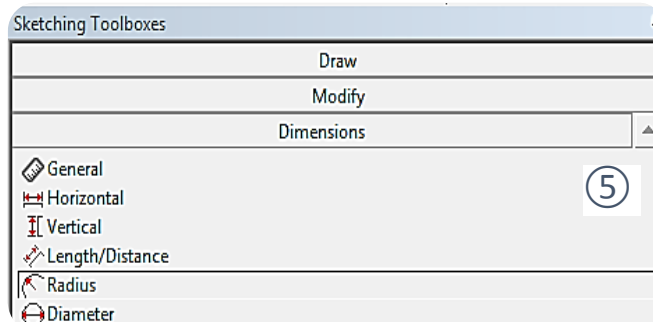 Sketching Toolboxes
Draw
Modify
Dimensions
General
⑤
Horizontal
Vertical
Length/Distance
Radius
Diameter